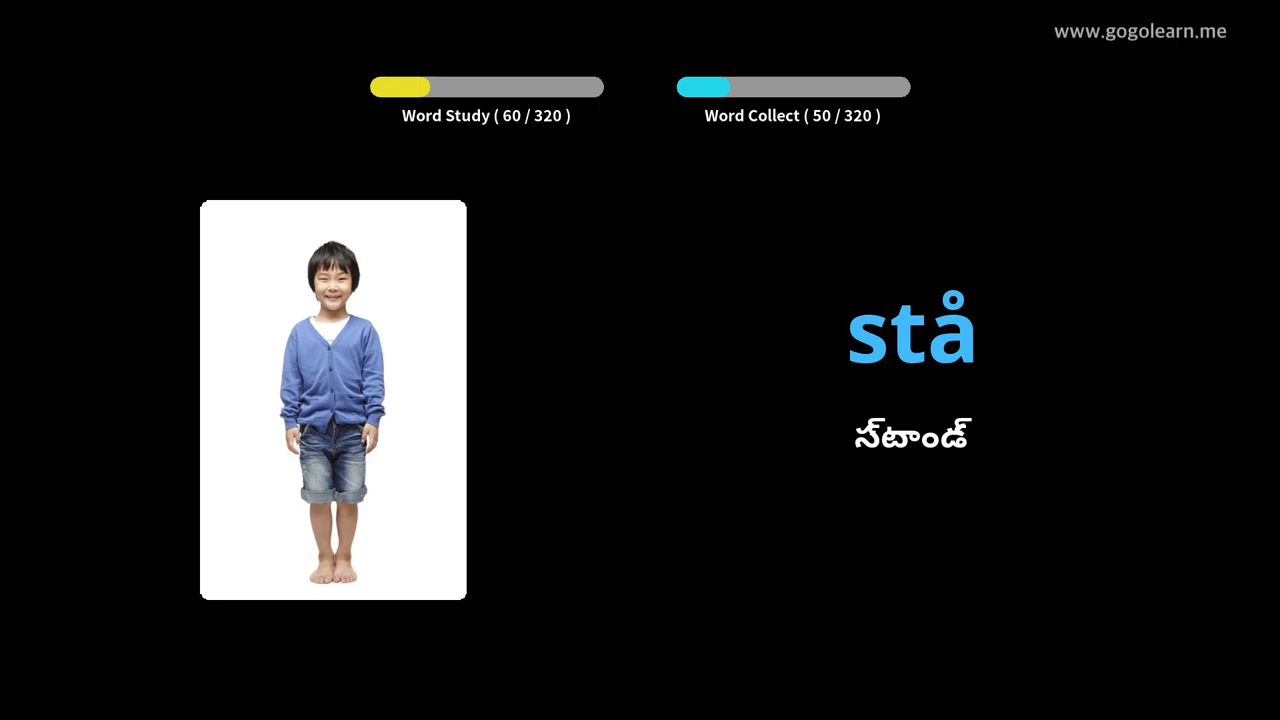 www.gogolearn.me
Word Study ( 60 / 320 )
Word Collect ( 50 / 320 )
stå
స్‌టాండ్